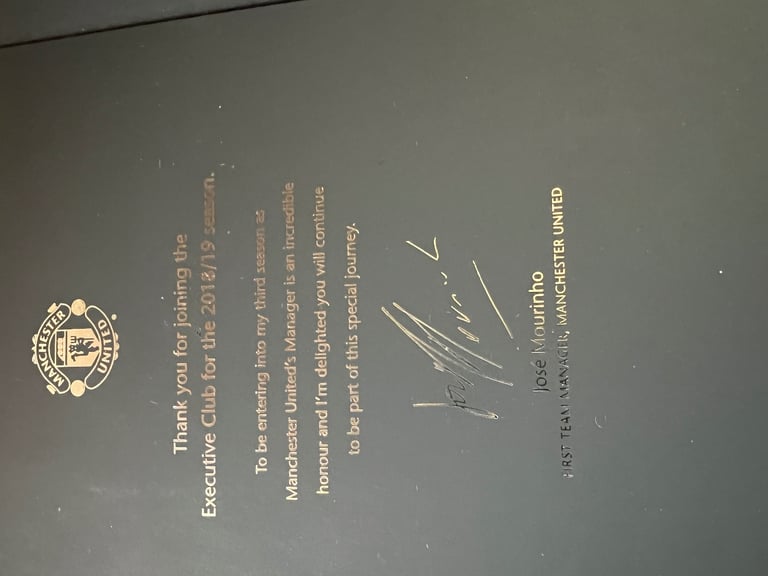 MANCHESTER
UNITED
Thank you for joining the
Executive Club for the 2018/19 season.
To be entering into my third season as
Manchester United's Manager is an incredible
honour and I'm delighted you will continue
to be part of this special journey.
José Mourinho
FIRST TEAM MANAGER, MANCHESTER UNITED